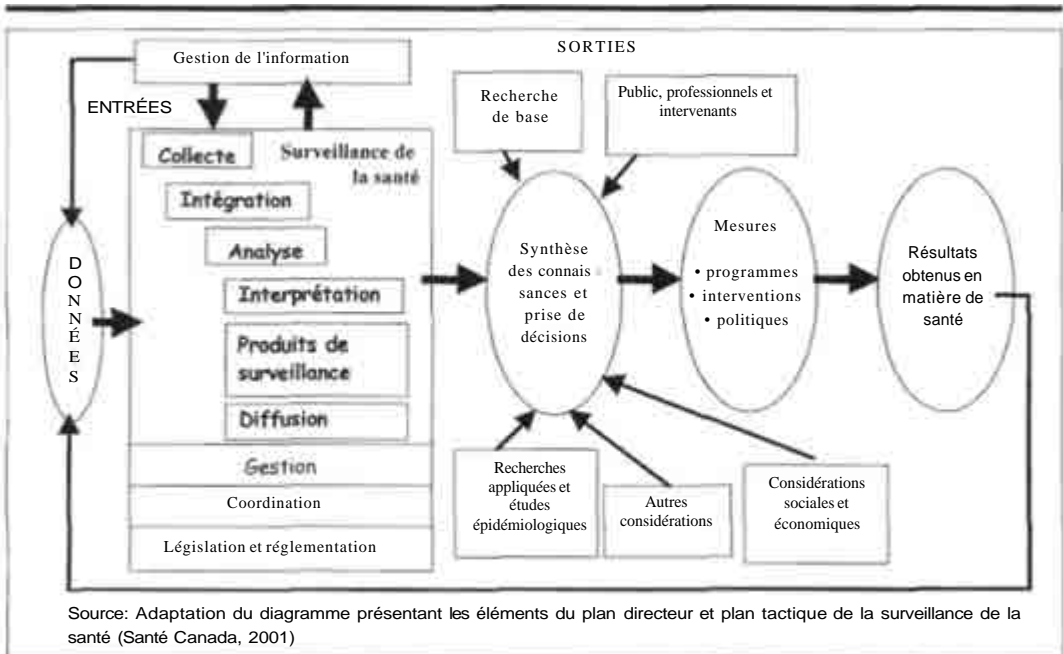 SORTIES
Gestion de l'information
ENTRÉES
Recherche
de base
Public, professionnels et
intervenants
Collecte
Surveillance de
la santé
Intégration
Analyse
Interprétation
Produits de
surveillance
Diffusion
Gestion
Coordination
Législation et réglementation
DONNÉES
Synthèse
des connais
sances et
prise de
décisions
Mesures
• programmes
• interventions
• politiques
Résultats
obtenus en
matière de
santé
Recherches
appliquées et
études
épidémiologiques
Autres
considérations
Considérations
sociales et
économiques
Source: Adaptation du diagramme présentant les éléments du plan directeur et plan tactique de la surveillance de la
santé (Santé Canada, 2001)